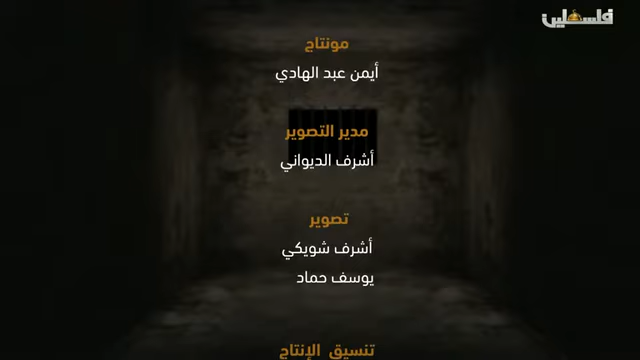 فلسطين
مونتاج
أيمن عبد الهادي
مدير التصوير
أشرف الديواني
تصوير
أشرف شويكي
يوسف حماد
تنسيق الإنتاج